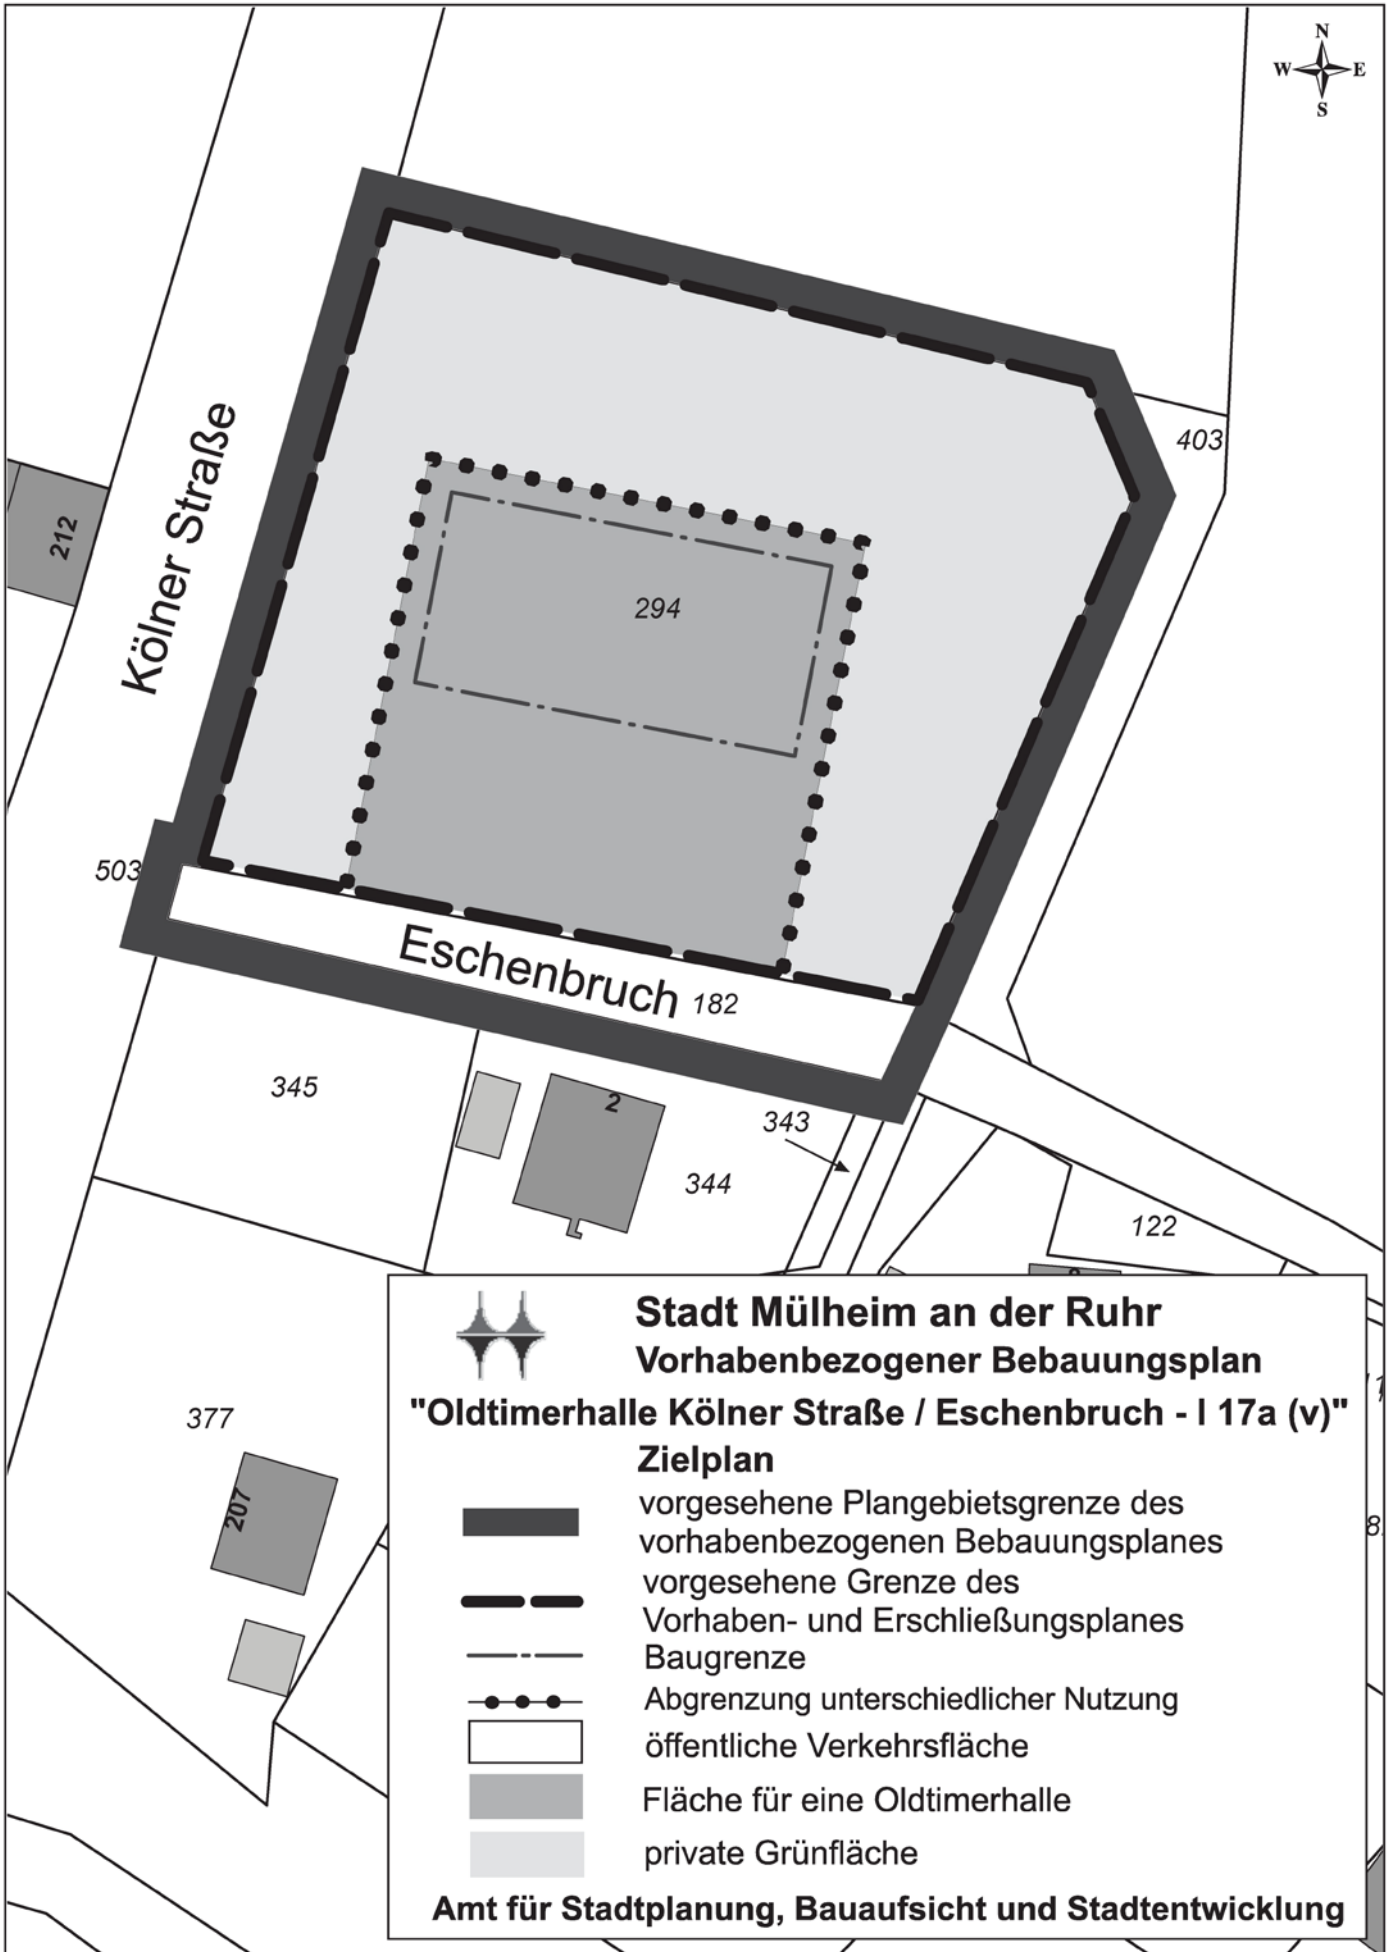 N
W E
S
403
Kölner Straße
212
294
503
Eschenbruch 182
345
2
343
344
122
377
207
Stadt Mülheim an der Ruhr
Vorhabenbezogener Bebauungsplan
"Oldtimerhalle Kölner Straße / Eschenbruch - I 17a (v)"
Zielplan
vorgesehene Plangebietsgrenze des
vorhabenbezogenen Bebauungsplanes
vorgesehene Grenze des
Vorhaben- und Erschließungsplanes
Baugrenze
Abgrenzung unterschiedlicher Nutzung
öffentliche Verkehrsfläche
Fläche für eine Oldtimerhalle
private Grünfläche
Amt für Stadtplanung, Bauaufsicht und Stadtentwicklung